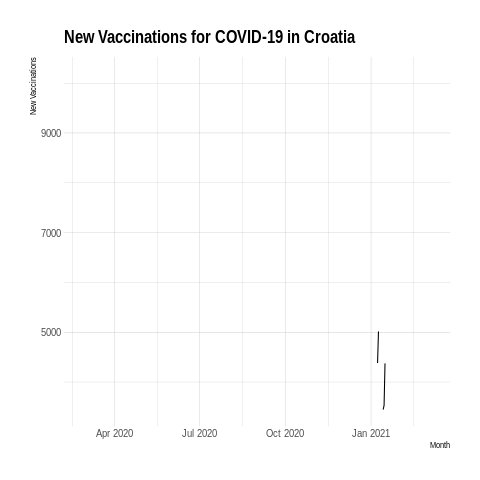 New Vaccinations for COVID-19 in Croatia
New Vaccinations
9000
7000
5000
Apr 2020 Jul 2020 Oct 2020 Jan 2021
Month